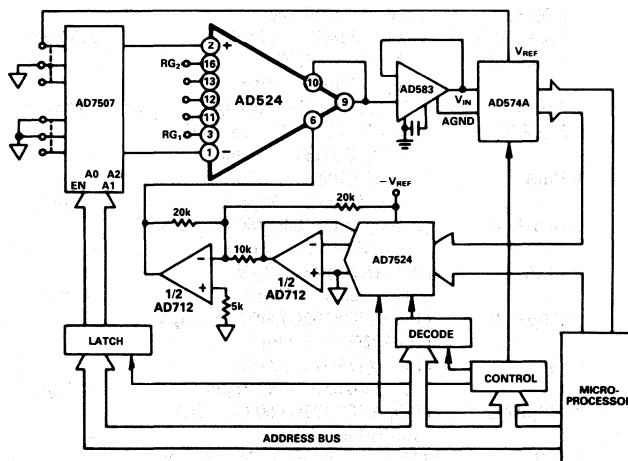 VREF
AD7507
RG2
RG1
2
+
16
13
12
11
3
1
−
10
9
6
AD524
AD583
VIN
AGND
AD574A
A0 A2
EN A1
20k
20k
−VREF
10k
−
+
1/2
AD712
5k
−
+
1/2
AD712
AD7524
LATCH
DECODE
CONTROL
MICRO-
PROCESSOR
ADDRESS BUS